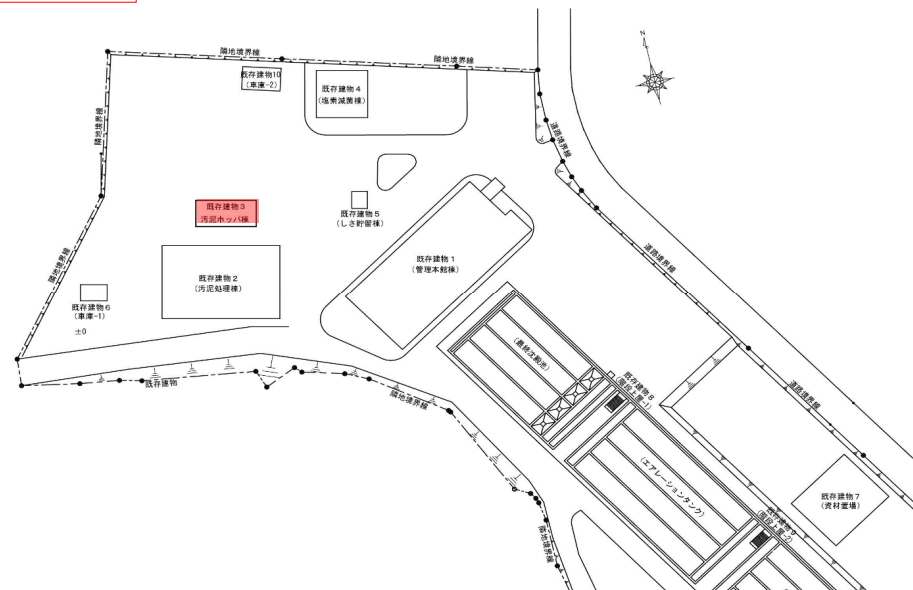 隣地境界線
隣地境界線
N
既存建物10
(車庫-2)
既存建物4
(塩素滅菌棟)
隣地境界線
道路境界線
既存建物3
汚泥ホッパ棟
既存建物5
(しさ貯留棟)
隣地境界線
既存建物1
(管理本館棟)
道路境界線
既存建物2
(汚泥処理棟)
既存建物6
(車庫-1)
±0
(最終沈殿池)
既存建物8
(階段上屋-1)
既存建物
隣地境界線
道路境界線
(エアレーションタンク)
既存建物7
(資材置場)
既存建物9
(階段上屋-2)
隣地境界線